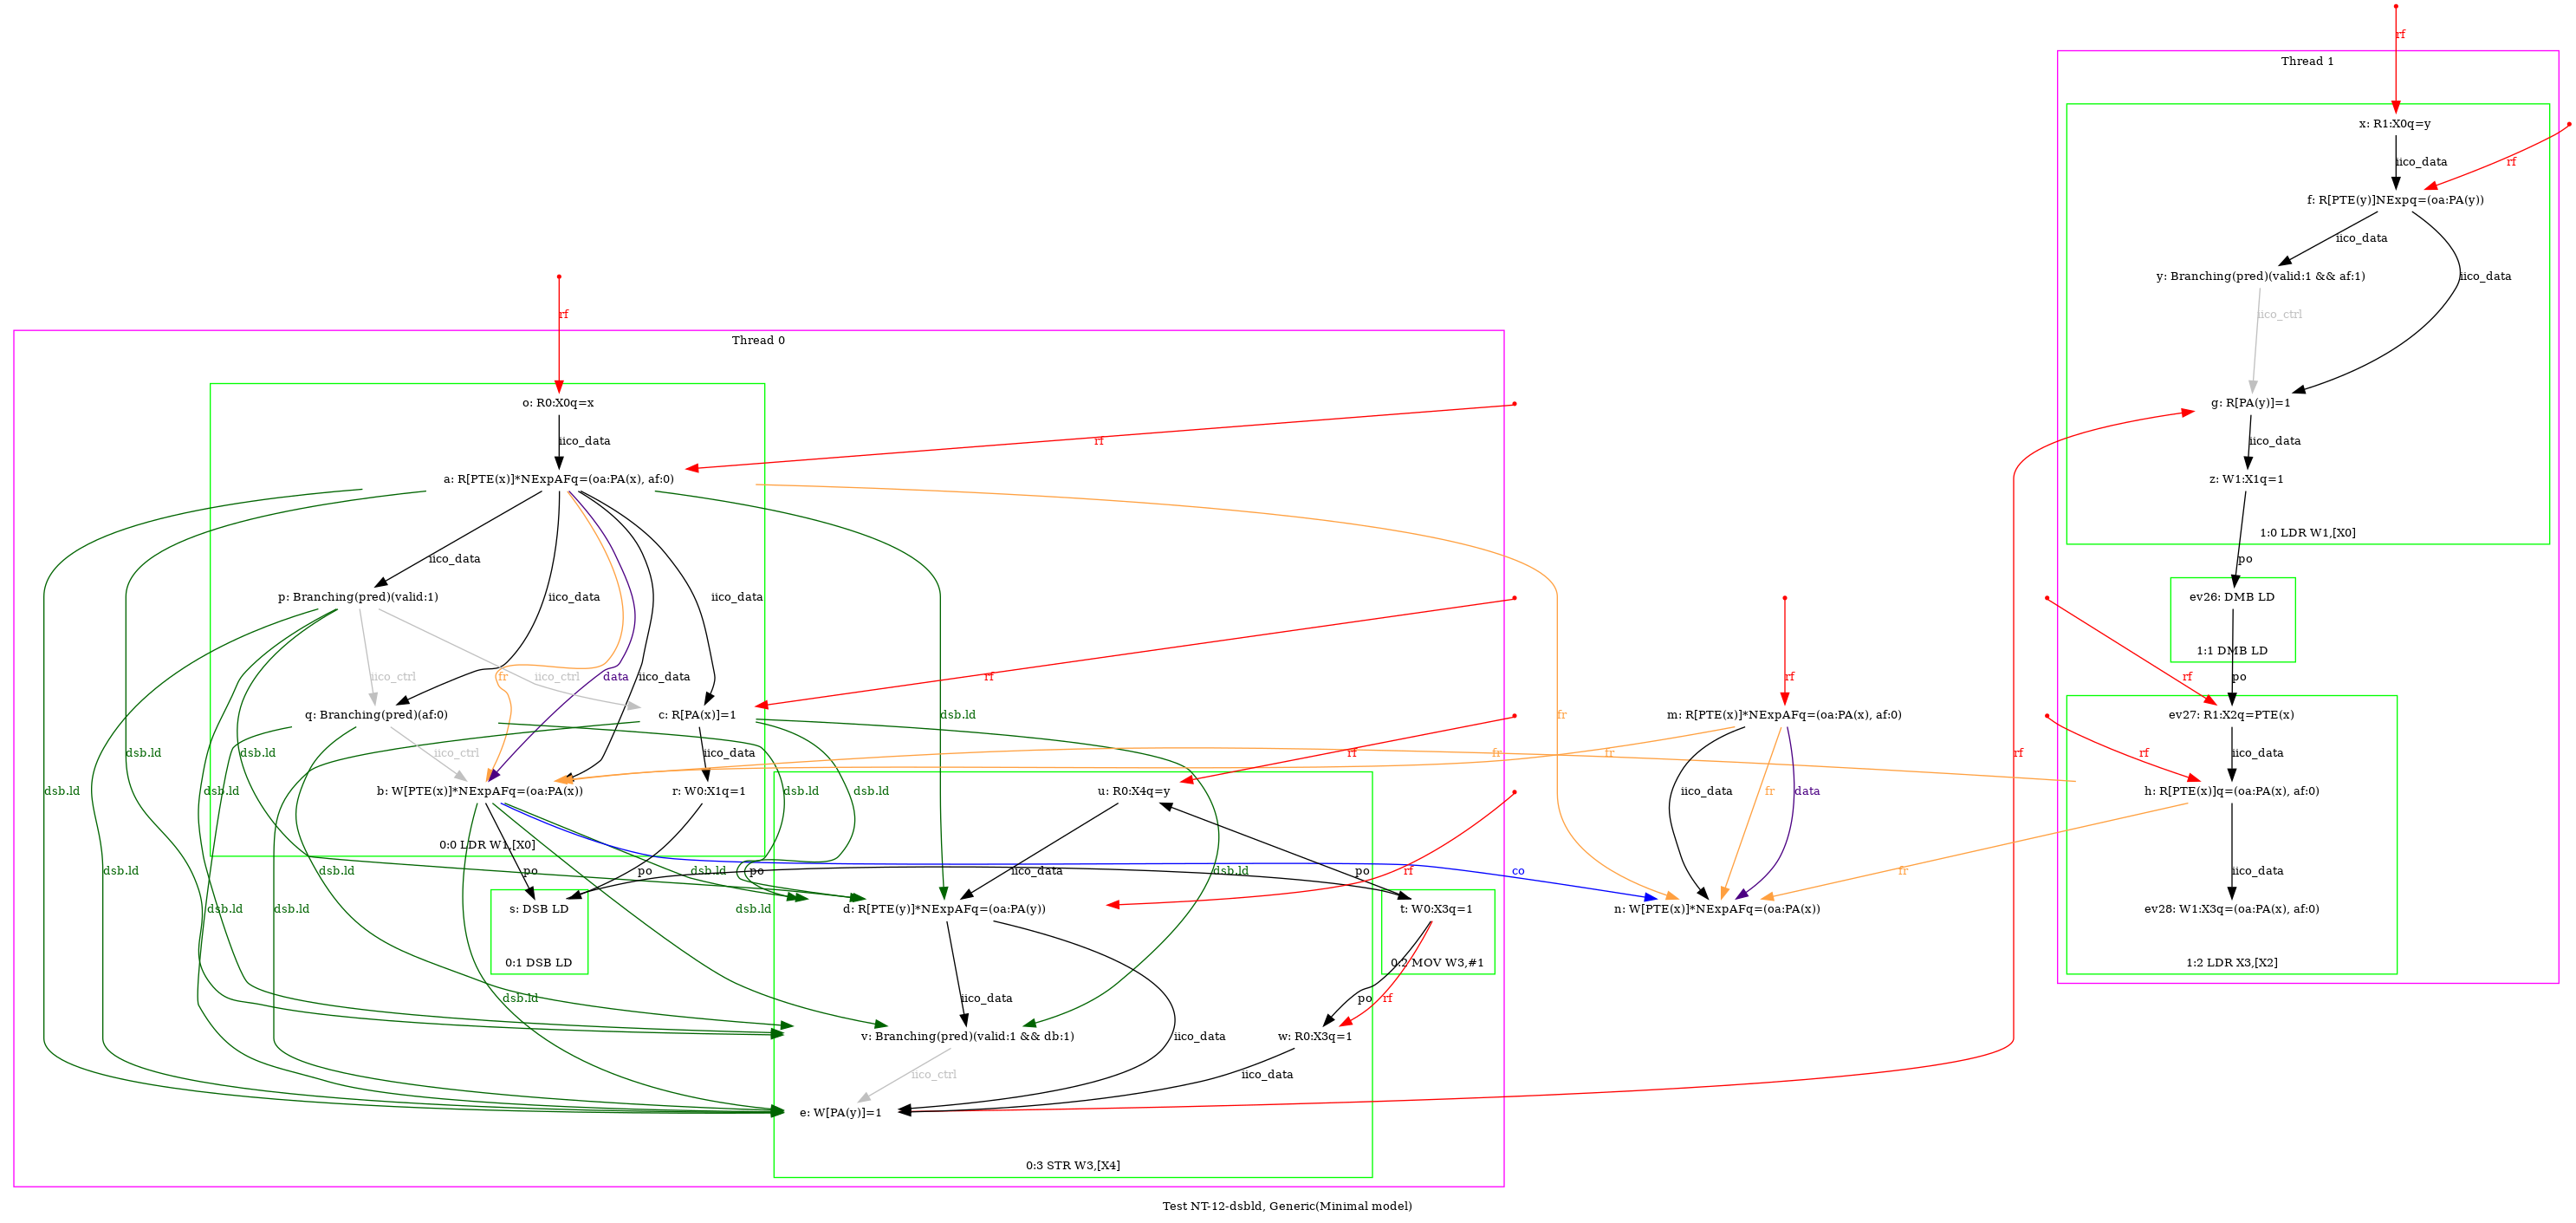 rf
Thread 1
x: R1:X0q=y
iico_data
rf
f: R[PTE(y)]NExpq=(oa:PA(y))
iico_data
y: Branching(pred)(valid:1 && af:1)
iico_data
rf
iico_ctrl
Thread 0
o: R0:X0q=x
g: R[PA(y)]=1
iico_data
rf
iico_data
a: R[PTE(x)]*NExpAFq=(oa:PA(x), af:0)
z: W1:X1q=1
1:0 LDR W1,[X0]
iico_data
po
p: Branching(pred)(valid:1)
iico_data
iico_data
ev26: DMB LD
1:1 DMB LD
iico_ctrl
fr
data
iico_data
iico_ctrl
rf
rf
rf
po
q: Branching(pred)(af:0)
c: R[PA(x)]=1
dsb.ld
fr
m: R[PTE(x)]*NExpAFq=(oa:PA(x), af:0)
ev27: R1:X2q=PTE(x)
dsb.ld
dsb.ld
iico_ctrl
iico_data
rf
fr
fr
rf
rf
iico_data
dsb.ld
dsb.ld
b: W[PTE(x)]*NExpAFq=(oa:PA(x))
r: W0:X1q=1
dsb.ld
dsb.ld
u: R0:X4q=y
iico_data
fr
data
h: R[PTE(x)]q=(oa:PA(x), af:0)
0:0 LDR W1,[X0]
dsb.ld
dsb.ld
po
po
dsb.ld
po
iico_data
dsb.ld
rf
po
co
fr
iico_data
dsb.ld
dsb.ld
s: DSB LD
dsb.ld
d: R[PTE(y)]*NExpAFq=(oa:PA(y))
t: W0:X3q=1
n: W[PTE(x)]*NExpAFq=(oa:PA(x))
ev28: W1:X3q=(oa:PA(x), af:0)
0:1 DSB LD
0:2 MOV W3,#1
1:2 LDR X3,[X2]
dsb.ld
iico_data
po
rf
v: Branching(pred)(valid:1 && db:1)
iico_data
w: R0:X3q=1
iico_ctrl
iico_data
e: W[PA(y)]=1
0:3 STR W3,[X4]
Test NT-12-dsbld, Generic(Minimal model)